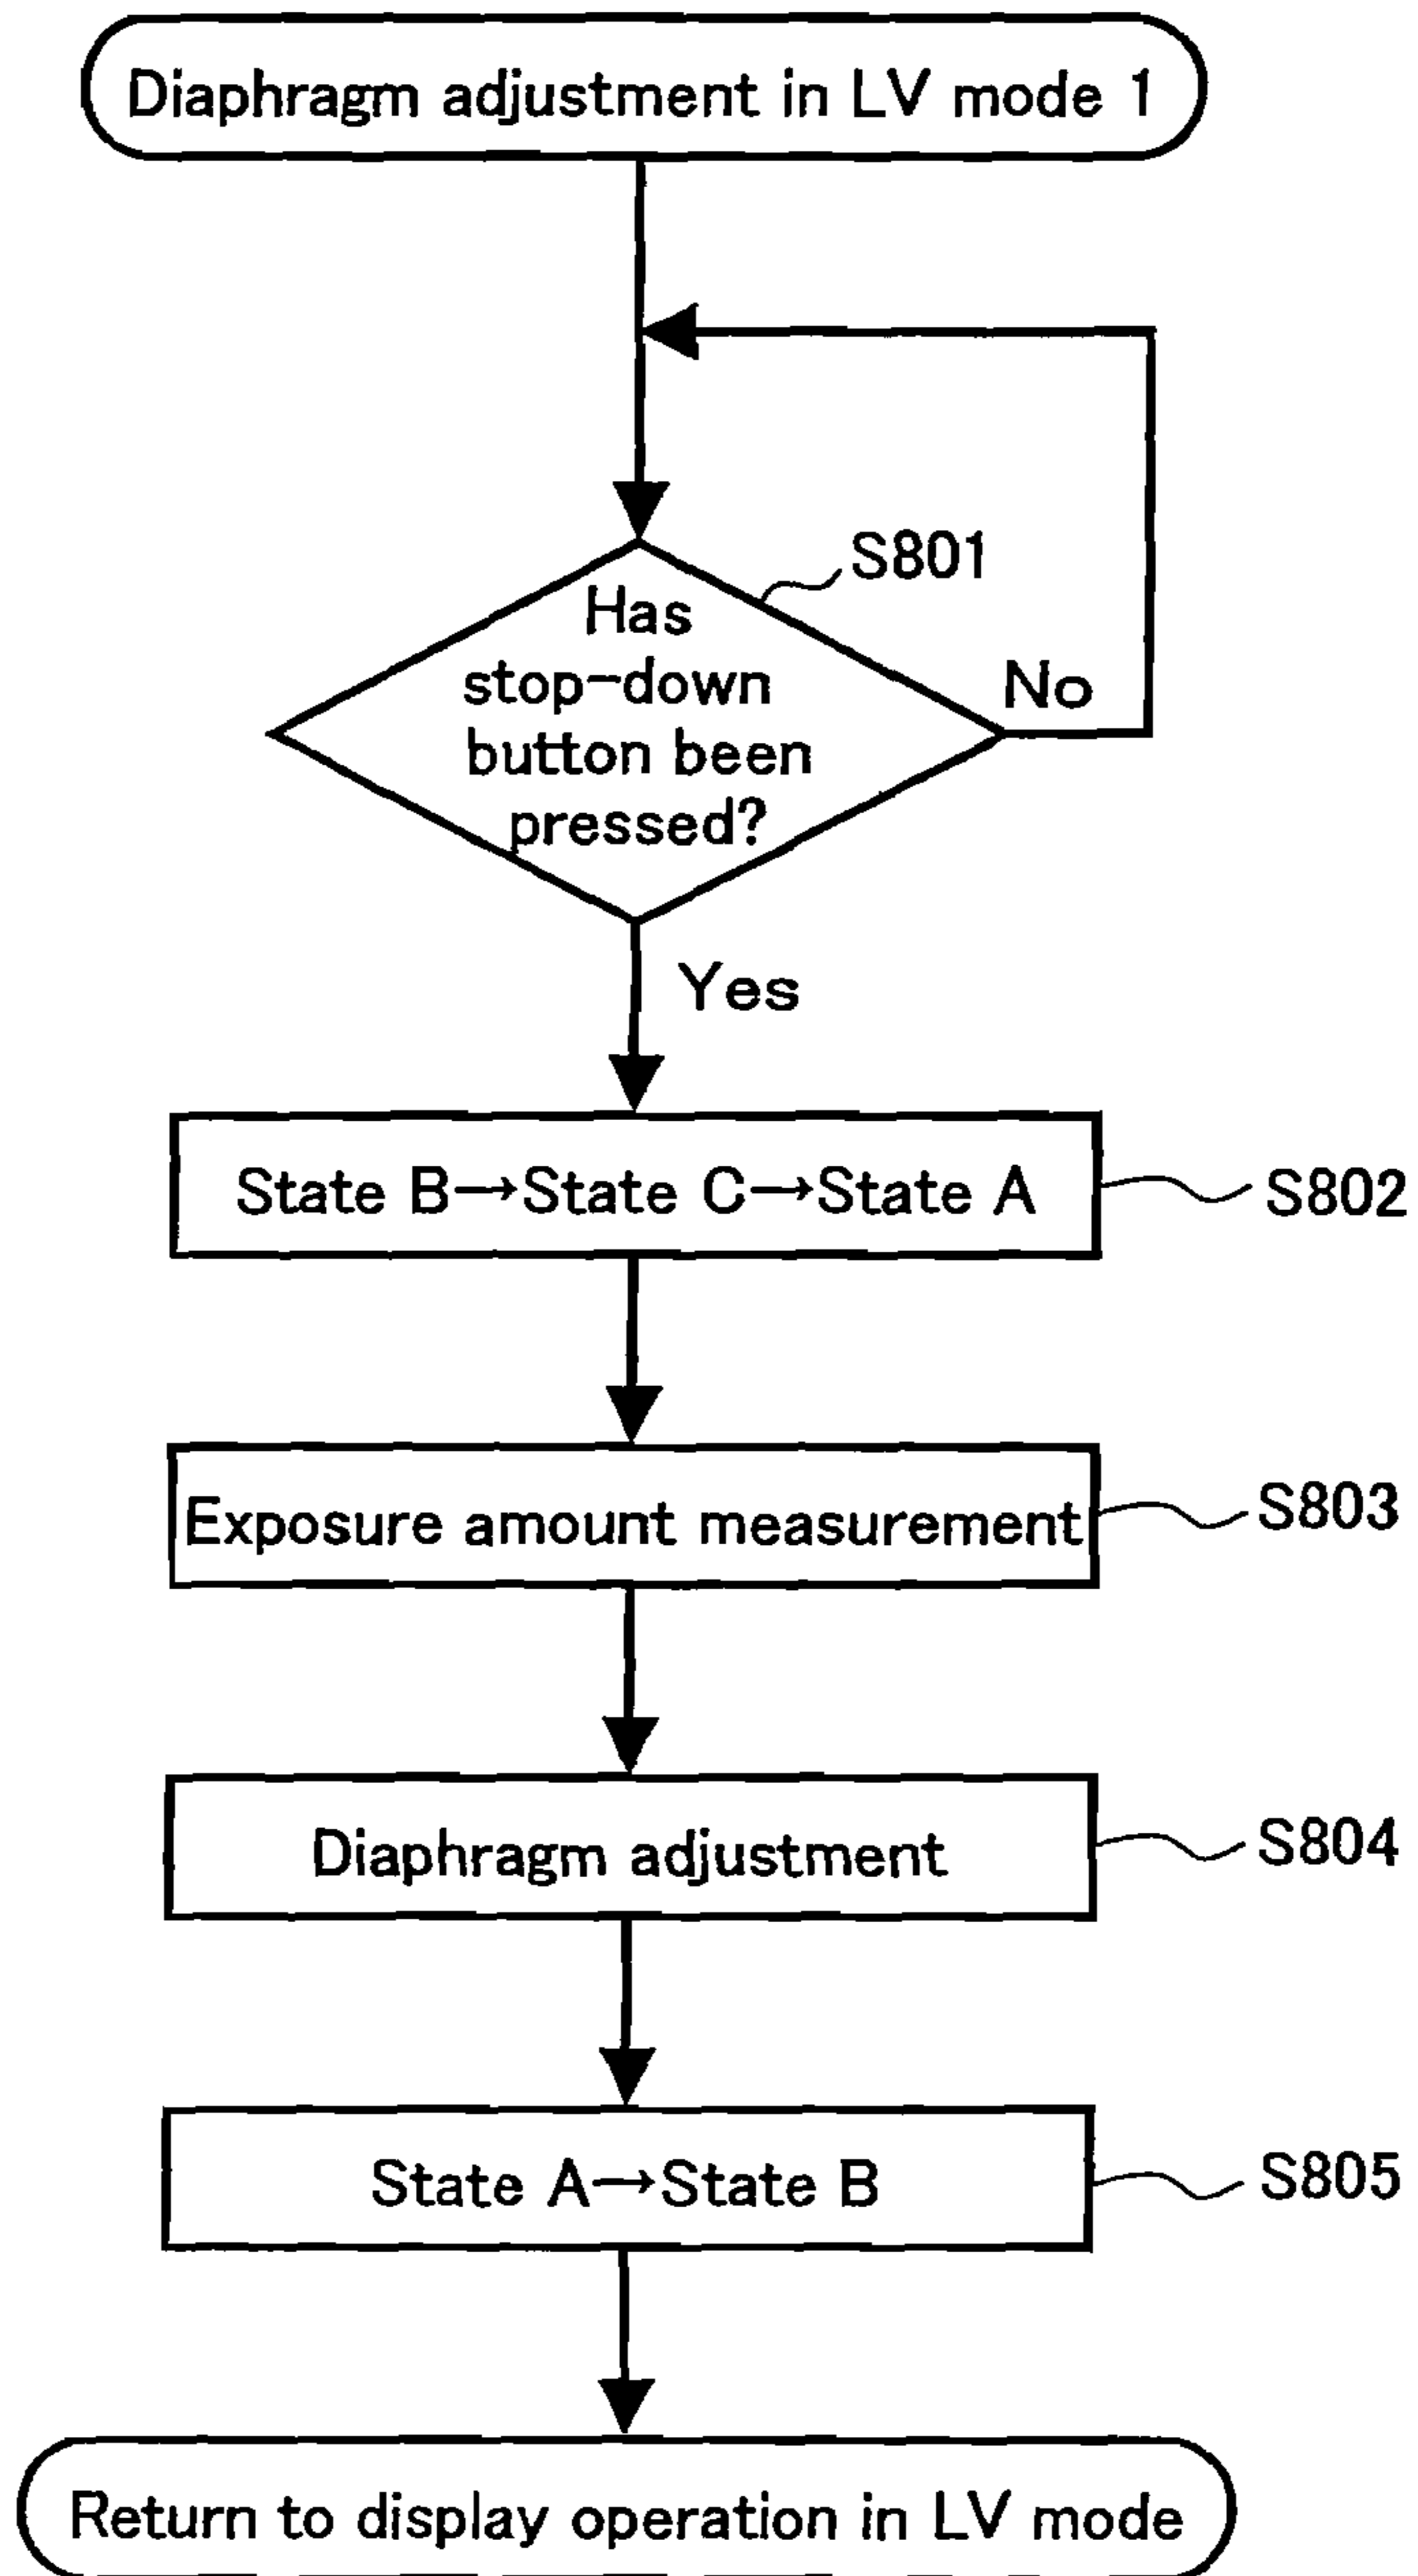 Diaphragm adjustment in LV mode 1
S801
Has
stop-down
button been
pressed?
No
Yes
State B→State C→State A
S802
Exposure amount measurement
S803
Diaphragm adjustment
S804
State A→State B
S805
Return to display operation in LV mode